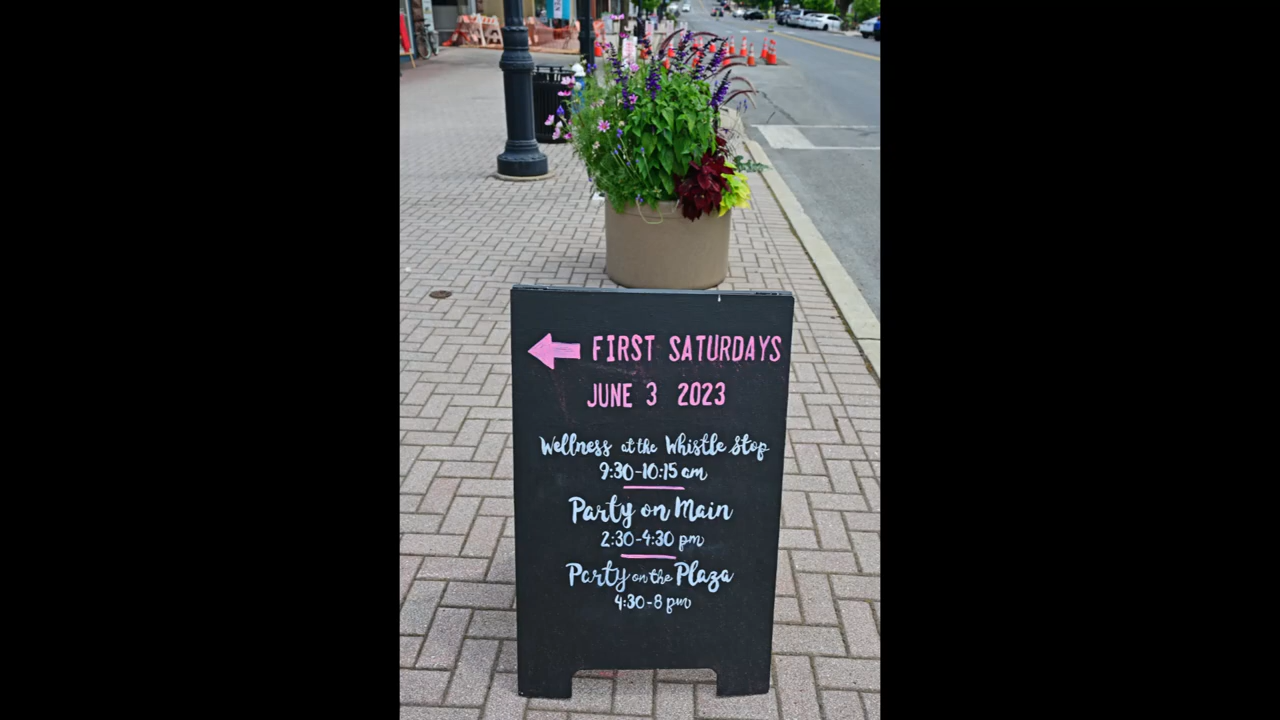 FIRST SATURDAYS
JUNE 3 2023
Wellness at the Whistle Stop
9:30-10:15 am
Party on Main
2:30-4:30 pm
Party on the Plaza
4:30-8 pm